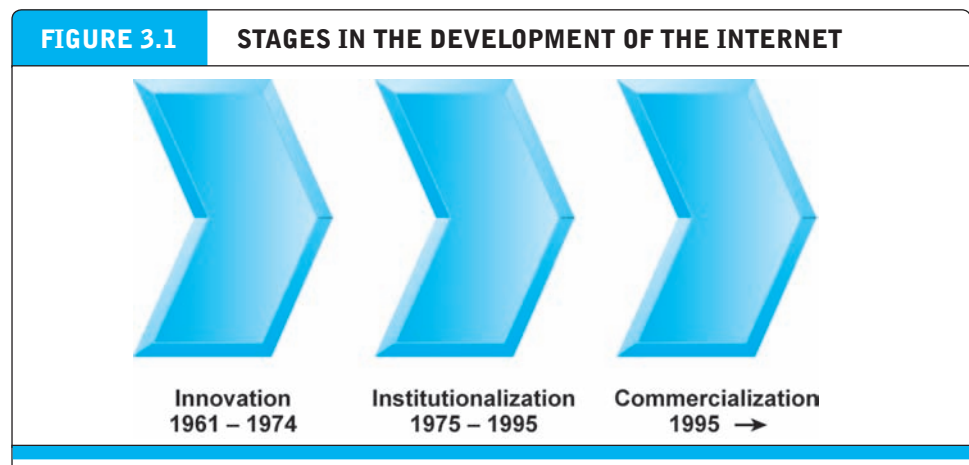 FIGURE 3.1 STAGES IN THE DEVELOPMENT OF THE INTERNET
Innovation
1961 – 1974
Institutionalization
1975 – 1995
Commercialization
1995 →